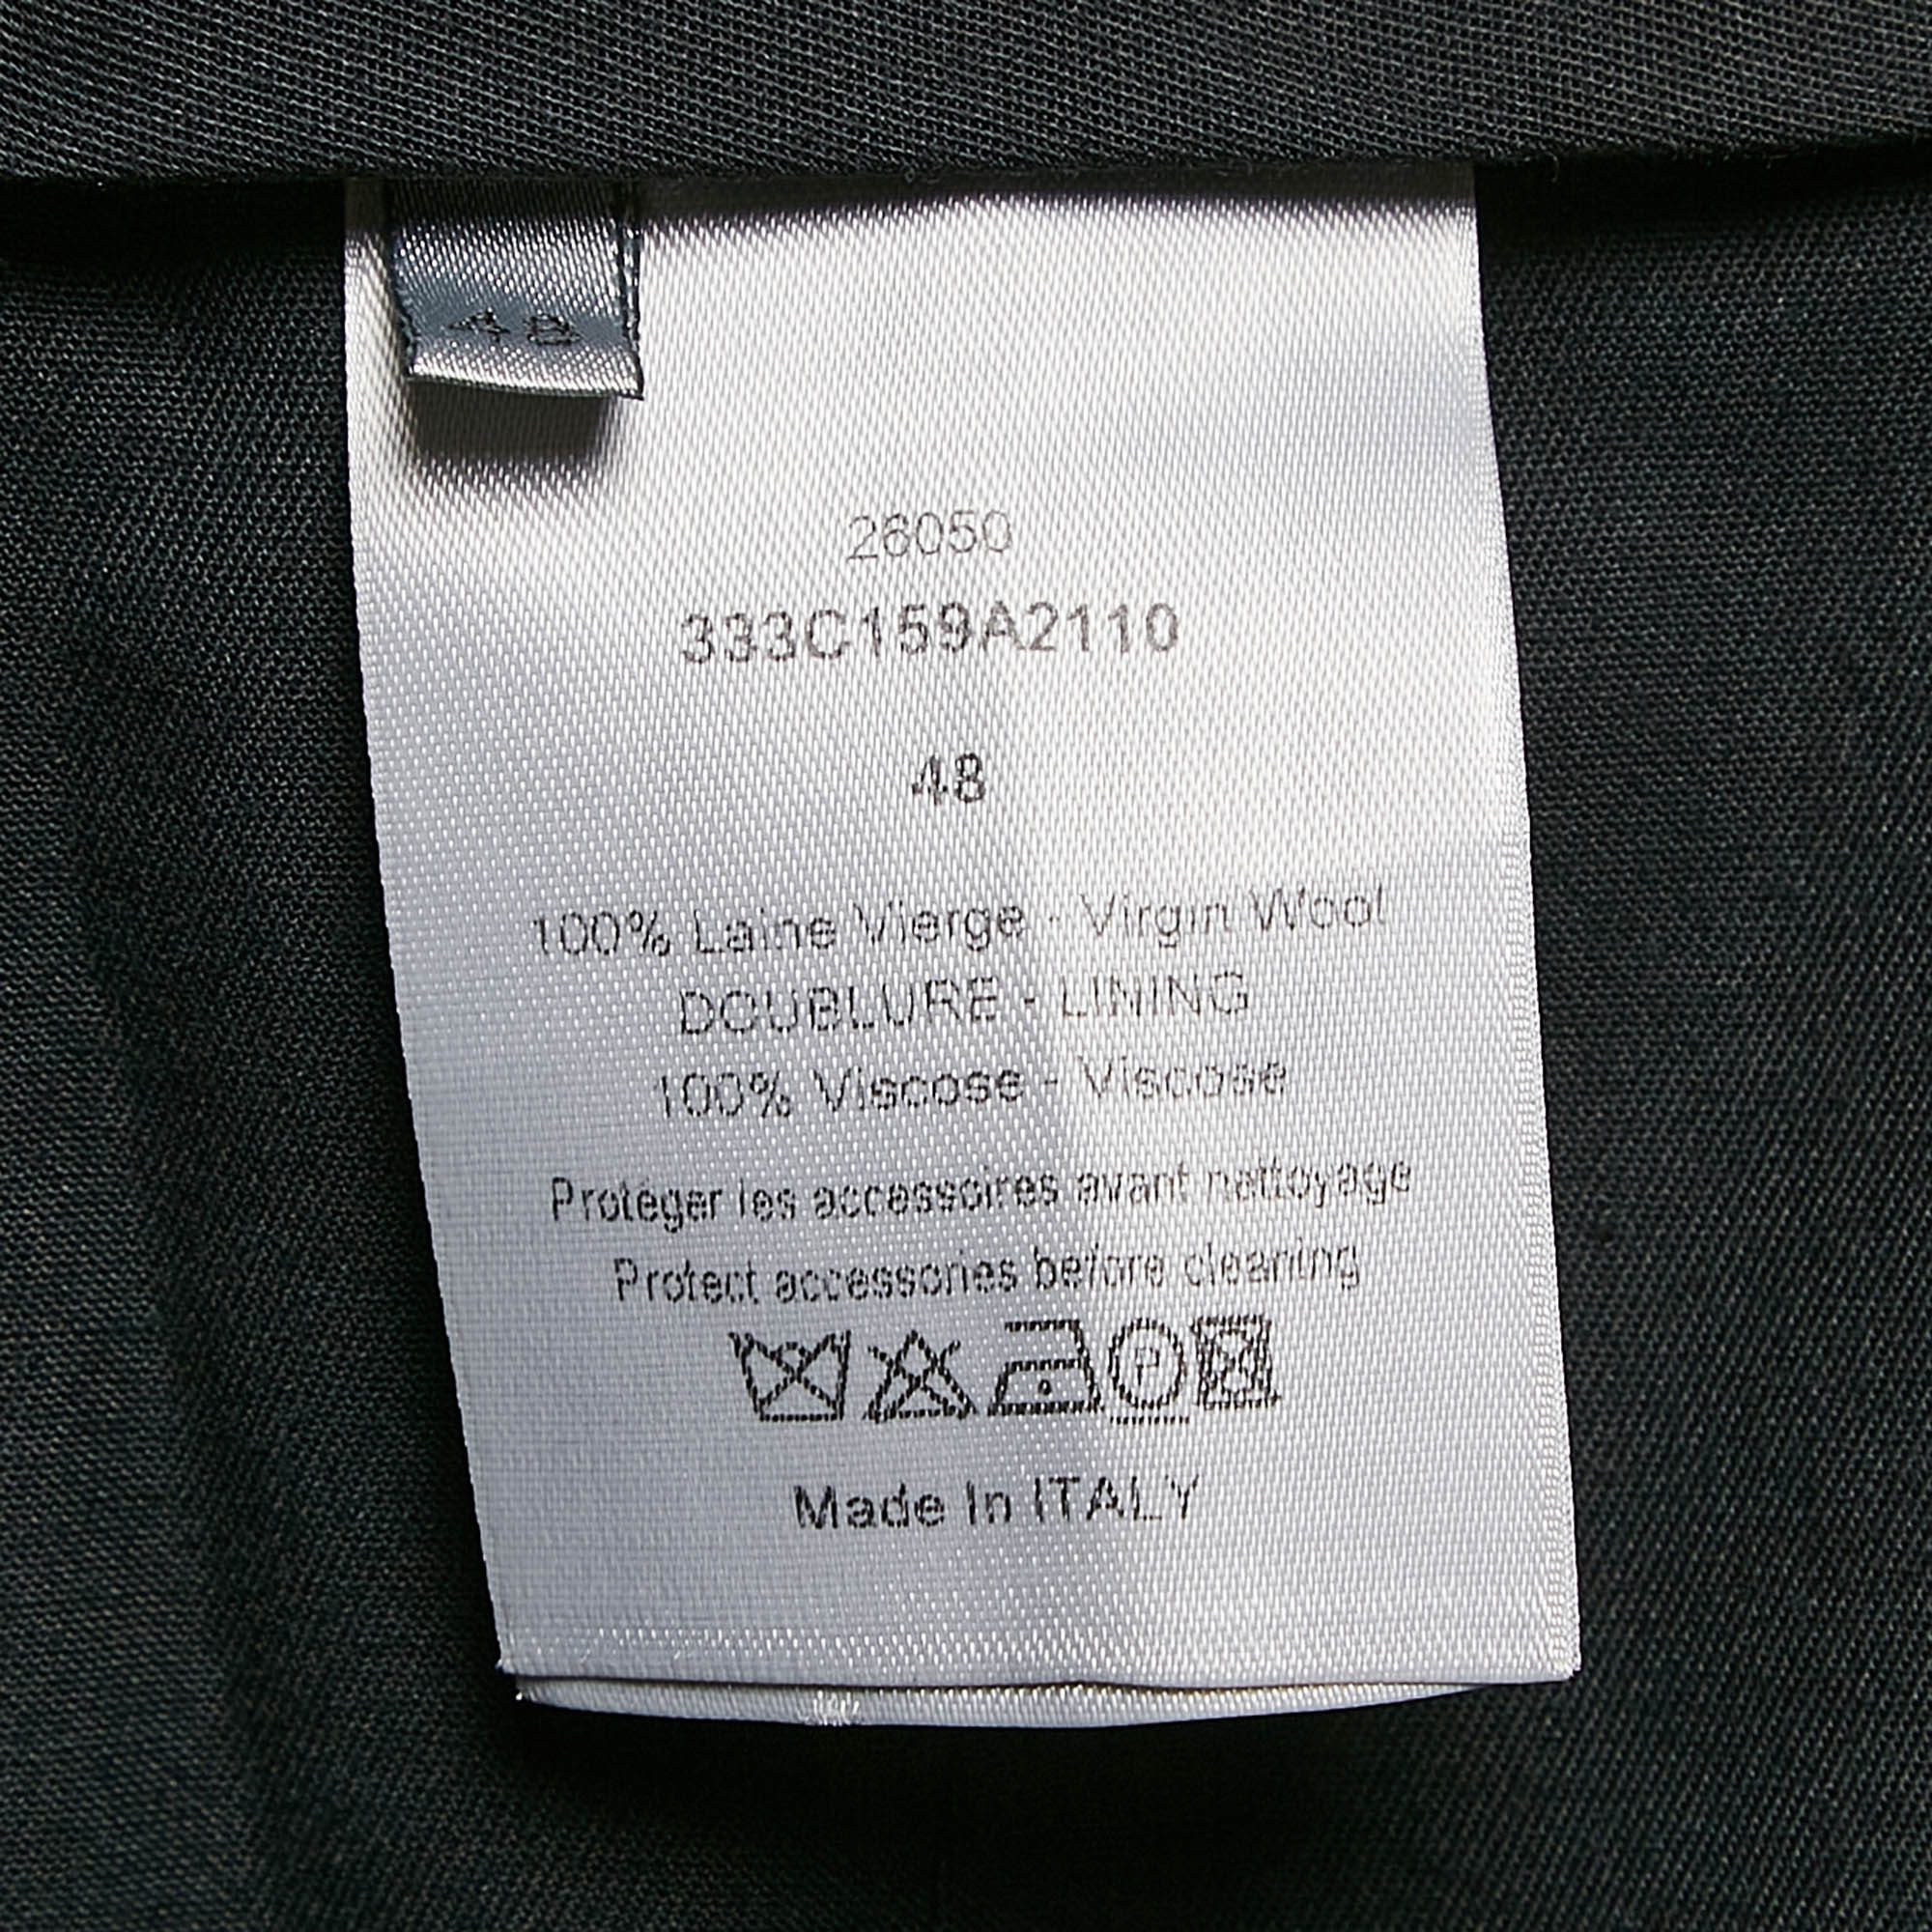 48
26050
333C159A2110
48
100% Laine Vierge - Virgin Wool
DOUBLURE - LINING
100% Viscose - Viscose
Protéger les accessoires avant nettoyage
Protect accessories before cleaning
P
Made In ITALY